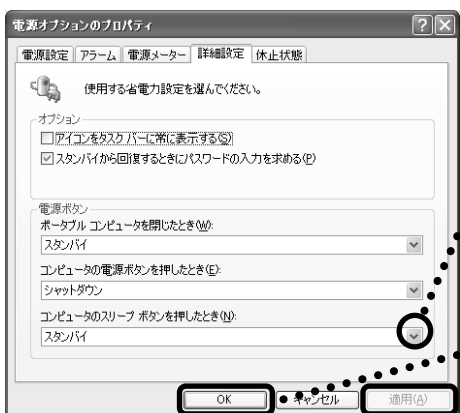 電源オプションのプロパティ
電源設定 アラーム 電源メーター 詳細設定 休止状態
使用する省電力設定を選んでください。
オプション
アイコンをタスク バーに常に表示する(S)
スタンバイから回復するときにパスワードの入力を求める(P)
電源ボタン
ポータブル コンピュータを閉じたとき(W):
スタンバイ
コンピュータの電源ボタンを押したとき(E):
シャットダウン
コンピュータのスリープ ボタンを押したとき(N):
スタンバイ
OK キャンセル 適用(A)